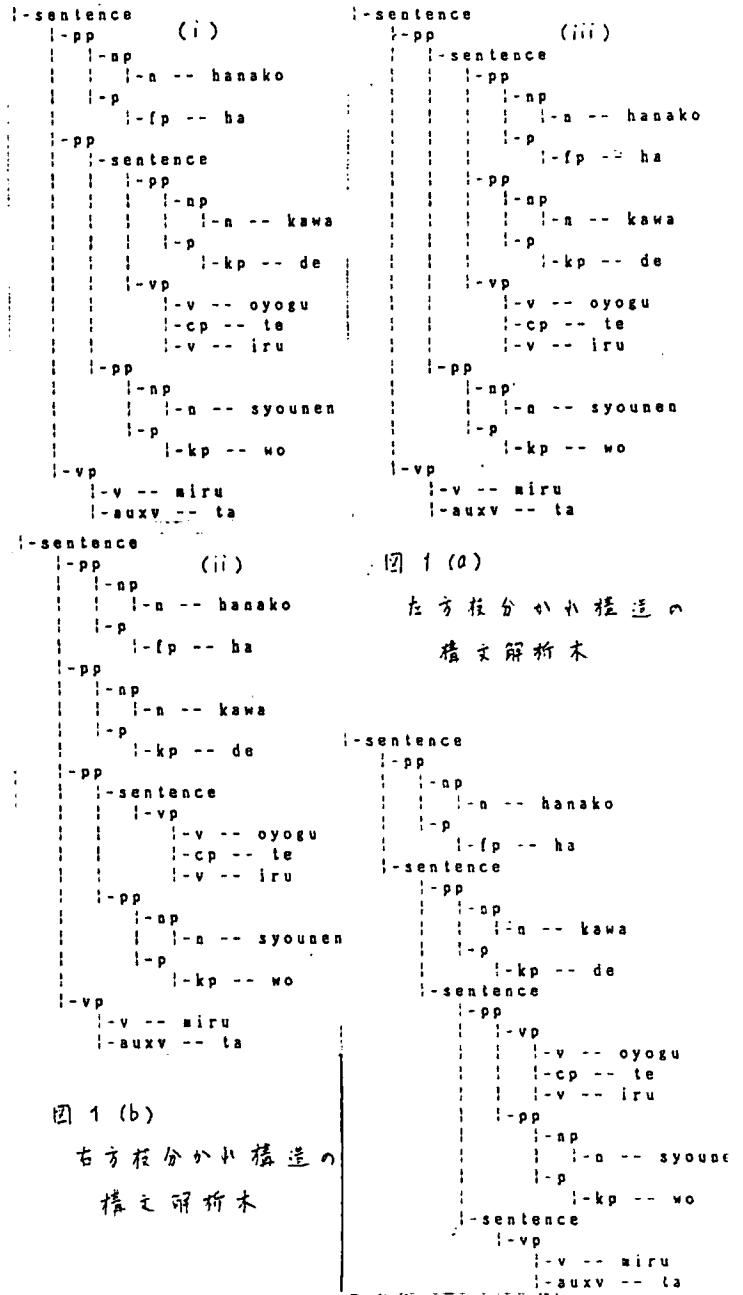 |-sentence
(i)
|-pp
|-np
|-n -- hanako
|-p
|-fp -- ha
|-pp
|-sentence
|-pp
|-np
|-n -- kawa
|-p
|-kp -- de
|-vp
|-v -- oyogu
|-cp -- te
|-v -- iru
|-pp
|-np
|-n -- syounen
|-p
|-kp -- wo
|-vp
|-v -- miru
|-auxv -- ta
|-sentence
(ii)
|-pp
|-np
|-n -- hanako
|-p
|-fp -- ha
|-pp
|-np
|-n -- kawa
|-p
|-kp -- de
|-pp
|-sentence
|-vp
|-v -- oyogu
|-cp -- te
|-v -- iru
|-pp
|-np
|-n -- syounen
|-p
|-kp -- wo
|-vp
|-v -- miru
|-auxv -- ta
|-sentence
(iii)
|-pp
|-sentence
|-pp
|-np
|-n -- hanako
|-p
|-fp -- ha
|-pp
|-np
|-n -- kawa
|-p
|-kp -- de
|-vp
|-v -- oyogu
|-cp -- te
|-v -- iru
|-pp
|-np
|-n -- syounen
|-p
|-kp -- wo
|-vp
|-v -- miru
|-auxv -- ta
図 1 (a)
左方枝分かれ構造の
構文解析木
|-sentence
|-pp
|-np
|-n -- hanako
|-p
|-fp -- ha
|-sentence
|-pp
|-np
|-n -- kawa
|-p
|-kp -- de
|-sentence
|-pp
|-vp
|-v -- oyogu
|-cp -- te
|-v -- iru
|-pp
|-np
|-n -- syoune
|-p
|-kp -- wo
|-sentence
|-vp
|-v -- miru
|-auxv -- ta
図 1 (b)
右方枝分かれ構造の
構文解析木